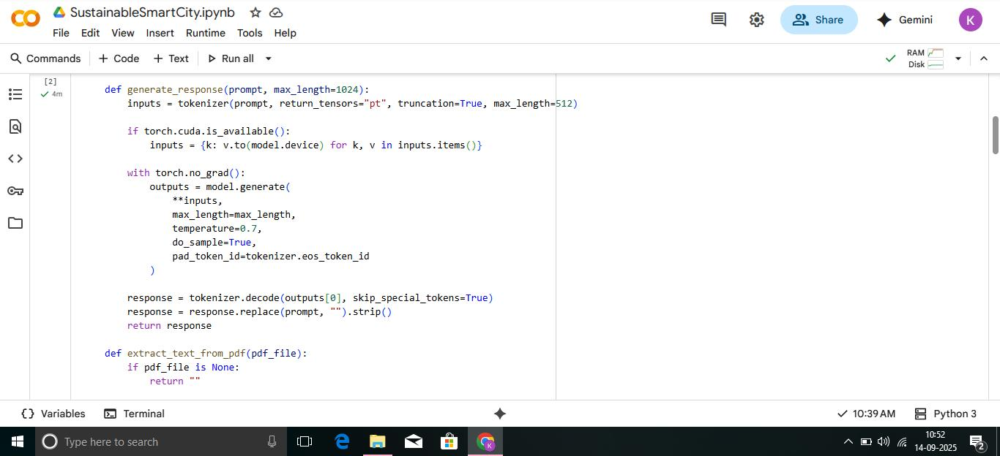 SustainableSmartCity.ipynb
File Edit View Insert Runtime Tools Help
Share
Gemini
K
Commands + Code + Text Run all
RAM
Disk
[2]
4m
def generate_response(prompt, max_length=1024):
    inputs = tokenizer(prompt, return_tensors="pt", truncation=True, max_length=512)
    if torch.cuda.is_available():
        inputs = {k: v.to(model.device) for k, v in inputs.items()}
    with torch.no_grad():
        outputs = model.generate(
            **inputs,
            max_length=max_length,
            temperature=0.7,
            do_sample=True,
            pad_token_id=tokenizer.eos_token_id
        )
    response = tokenizer.decode(outputs[0], skip_special_tokens=True)
    response = response.replace(prompt, "").strip()
    return response
def extract_text_from_pdf(pdf_file):
    if pdf_file is None:
        return ""
{} Variables Terminal
10:39 AM Python 3
Type here to search
K
10:52
14-09-2025
2